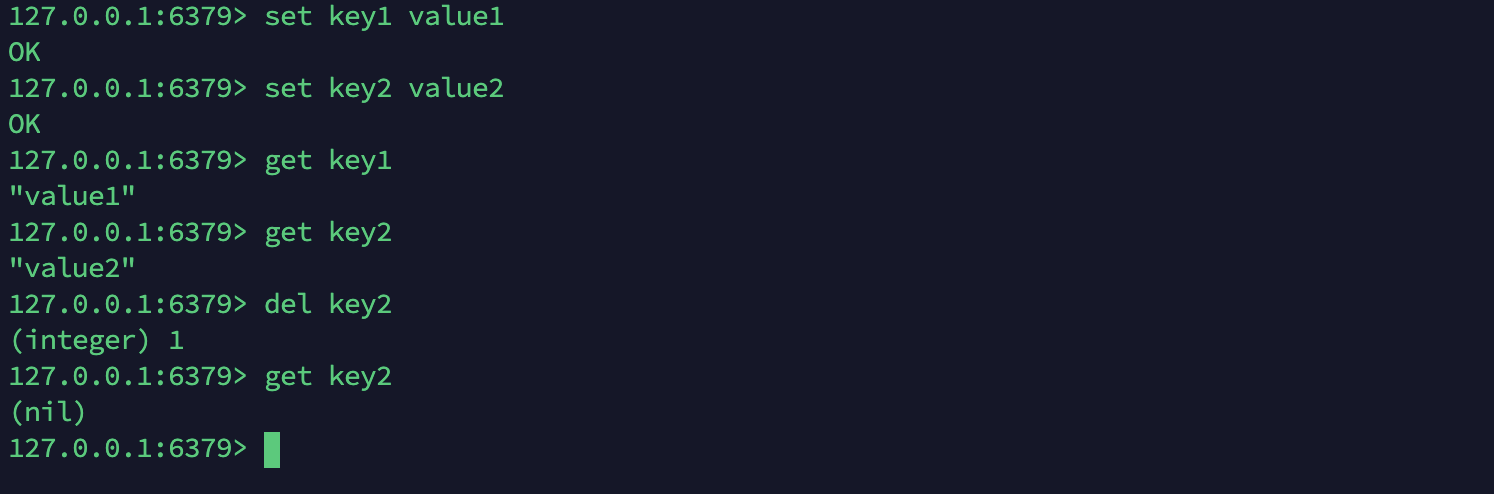 127.0.0.1:6379> set key1 value1
OK
127.0.0.1:6379> set key2 value2
OK
127.0.0.1:6379> get key1
"value1"
127.0.0.1:6379> get key2
"value2"
127.0.0.1:6379> del key2
(integer) 1
127.0.0.1:6379> get key2
(nil)
127.0.0.1:6379>